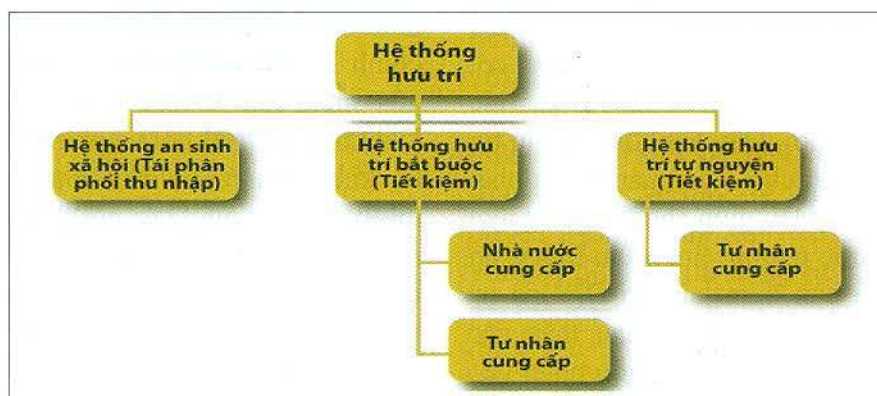 Hệ thống
hưu trí
Hệ thống an sinh
xã hội (Tái phân
phối thu nhập)
Hệ thống hưu
trí bắt buộc
(Tiết kiệm)
Hệ thống hưu
trí tự nguyện
(Tiết kiệm)
Nhà nước
cung cấp
Tư nhân
cung cấp
Tư nhân
cung cấp